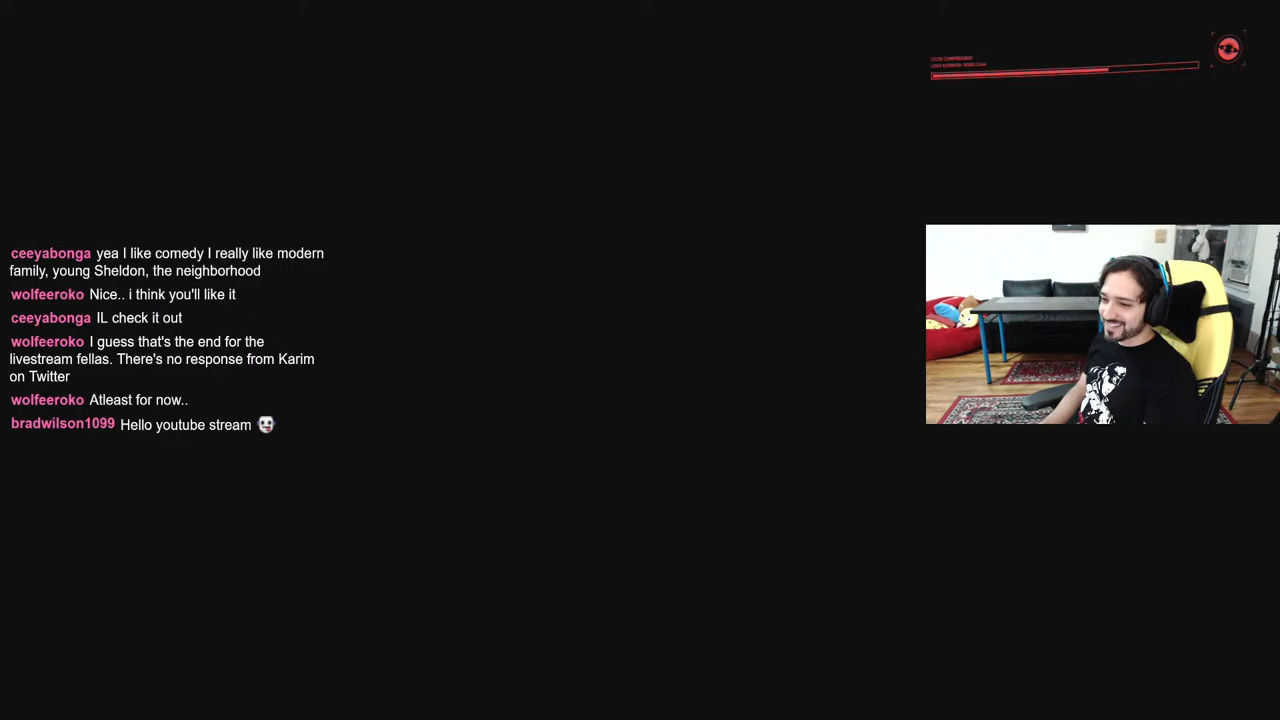 ceeyabonga yea I like comedy I really like modern
family, young Sheldon, the neighborhood
wolfeeroko Nice.. i think you'll like it
ceeyabonga IL check it out
wolfeeroko I guess that's the end for the
livestream fellas. There's no response from Karim
on Twitter
wolfeeroko Atleast for now..
bradwilson1099 Hello youtube stream